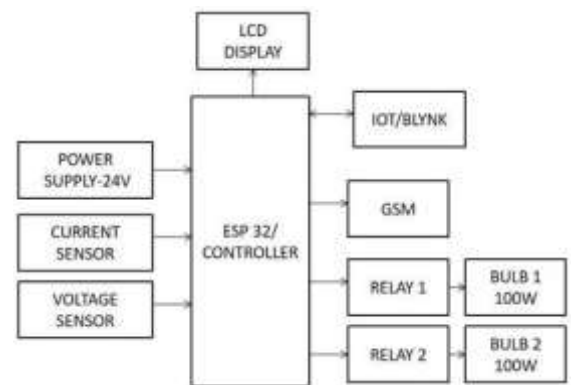 LCD
DISPLAY
IOT/BLYNK
POWER
SUPPLY-24V
GSM
CURRENT
SENSOR
ESP 32/
CONTROLLER
RELAY 1
BULB 1
100W
VOLTAGE
SENSOR
RELAY 2
BULB 2
100W